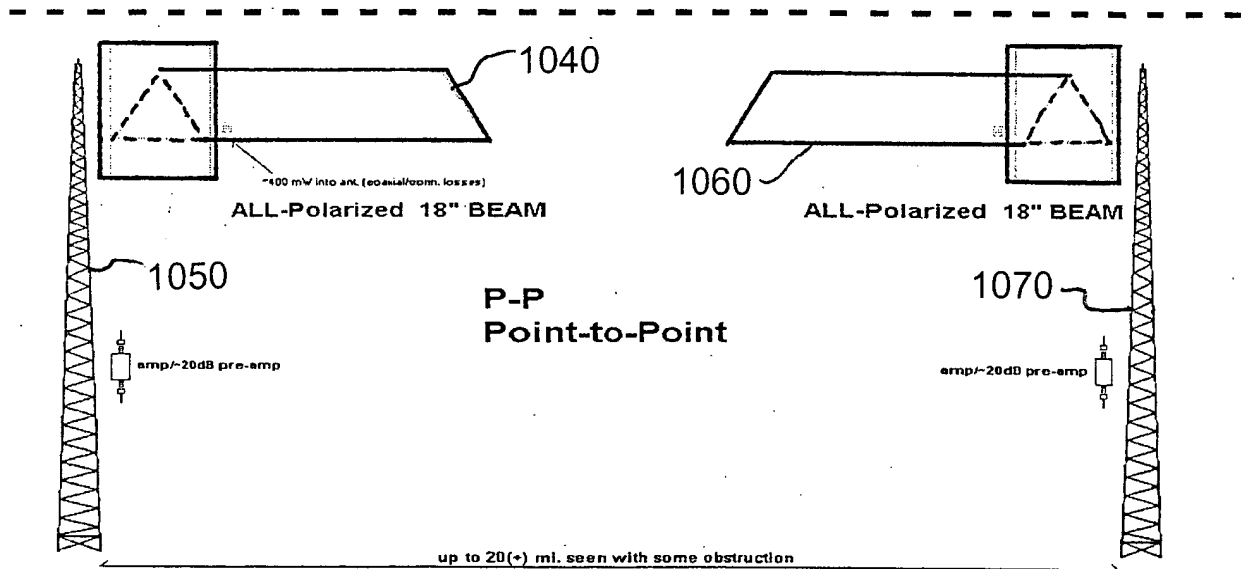 1040
1060
~400 mW into ant. (coaxial/conn. losses)
ALL-Polarized 18" BEAM
ALL-Polarized 18" BEAM
1050
1070
P-P
Point-to-Point
amp/~20dB pre-amp
amp/~20dB pre-amp
up to 20(+) mi. seen with some obstruction